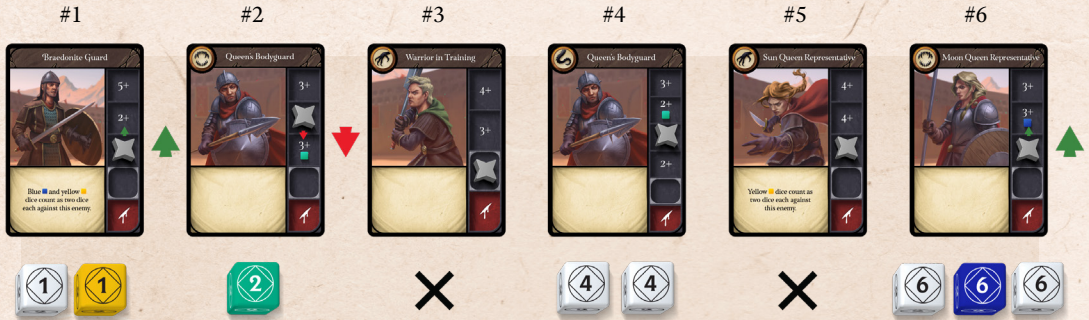 #1
#2
#3
#4
#5
#6
Braedonite Guard
5+
2+
Blue and yellow
dice count as two dice
each against this enemy.
Queen's Bodyguard
3+
3+
Warrior in Training
4+
3+
Queen's Bodyguard
3+
2+
2+
Sun Queen Representative
4+
4+
Yellow dice count as
two dice each against
this enemy.
Moon Queen Representative
3+
3+
1
1
2
4
4
6
6
6